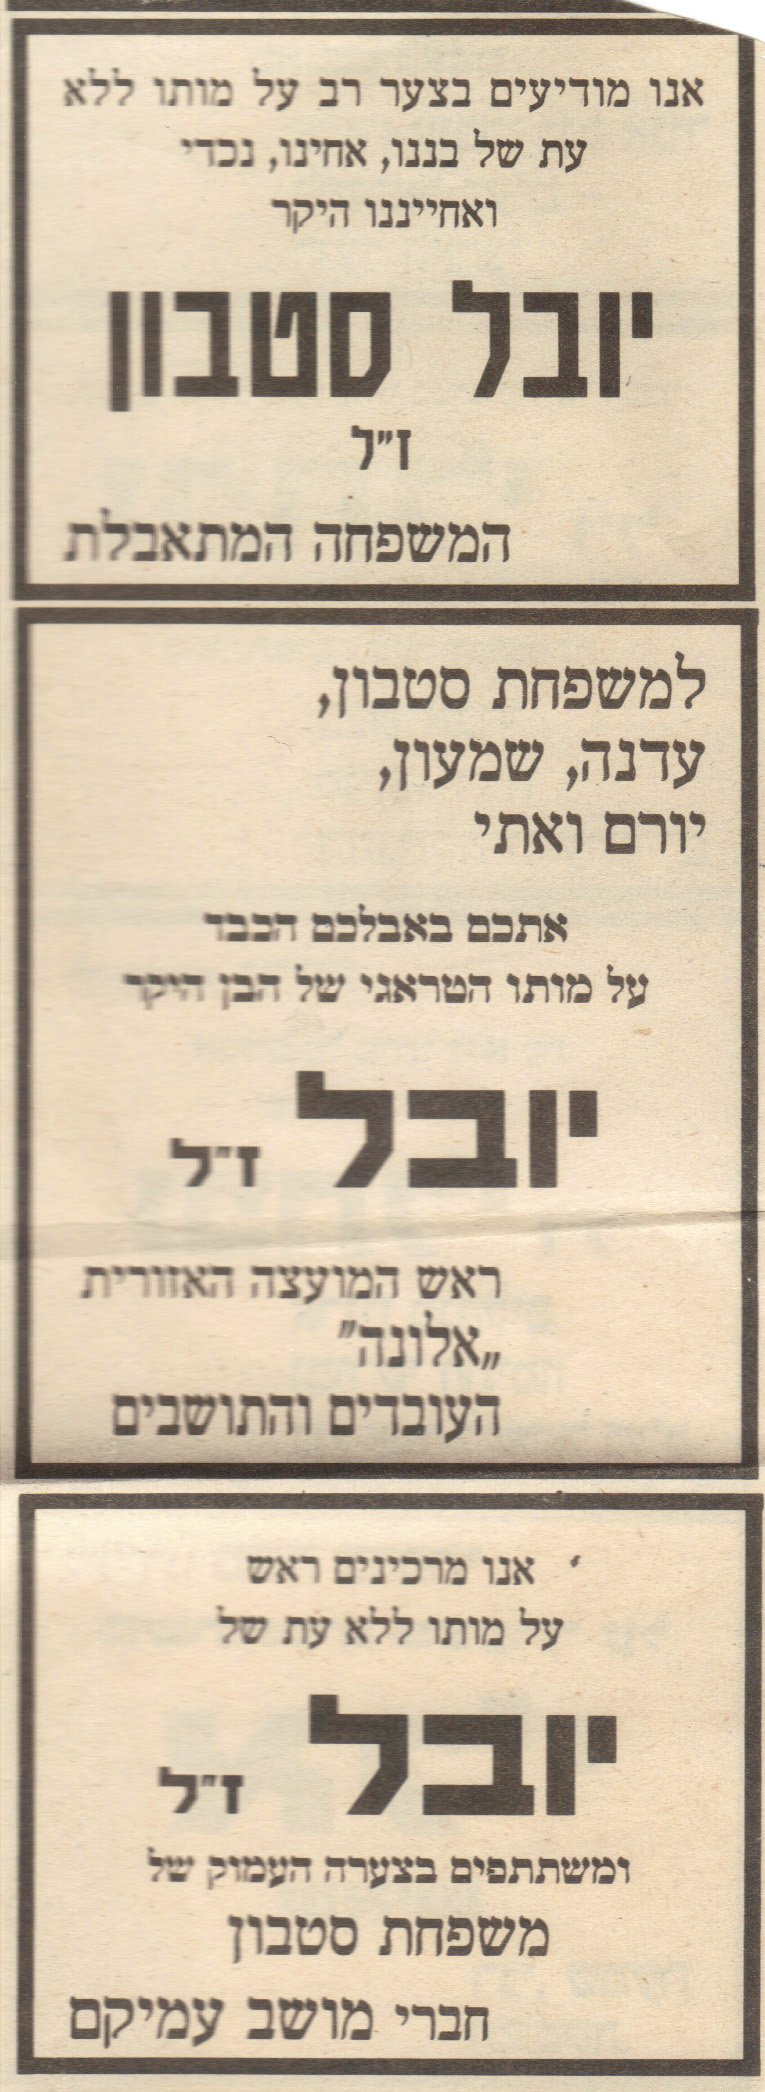 אנו מודיעים בצער רב על מותו ללא
עת של בננו, אחינו, נכדי
ואחייננו היקר
יובל סטבון
ז״ל
המשפחה המתאבלת
למשפחת סטבון,
עדנה, שמעון,
יורם ואתי
אתכם באבלכם הכבד
על מותו הטראגי של הבן היקר
יובל ז״ל
ראש המועצה האזורית
„אלונה״
העובדים והתושבים
אנו מרכינים ראש
על מותו ללא עת של
יובל ז״ל
ומשתתפים בצערה העמוק של
משפחת סטבון
חברי מושב עמיקם